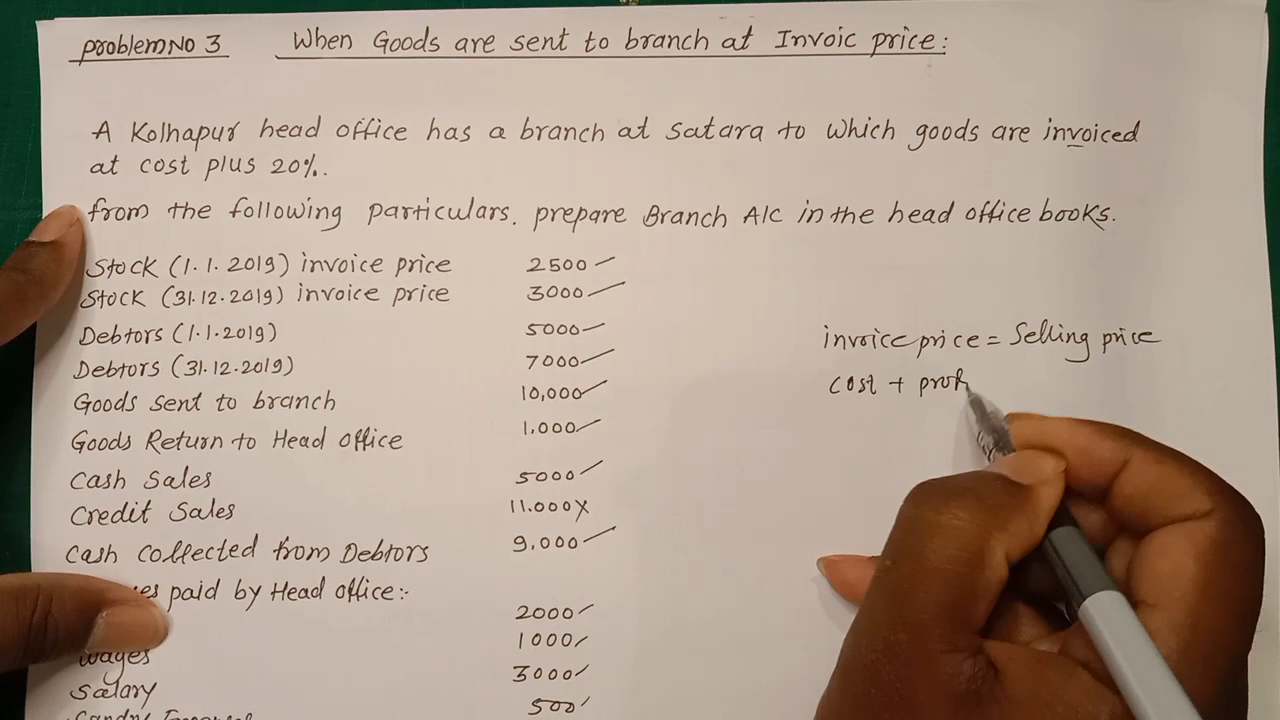 problem No 3 When Goods are sent to branch at Invoic price:
A Kolhapur head office has a branch at Satara to which goods are invoiced
at cost plus 20%.
from the following particulars. prepare Branch A/c in the head office books.
Stock (1.1.2019) invoice price 2500
Stock (31.12.2019) invoice price 3000
Debtors (1.1.2019) 5000
Debtors (31.12.2019) 7000
Goods sent to branch 10,000
Goods Return to Head office 1.000
Cash Sales 5000
Credit Sales 11.000 X
Cash Collected from Debtors 9,000
paid by Head office:-
2000
Wages 1000
Salary 3000
500
invoice price = Selling price
cost + prof